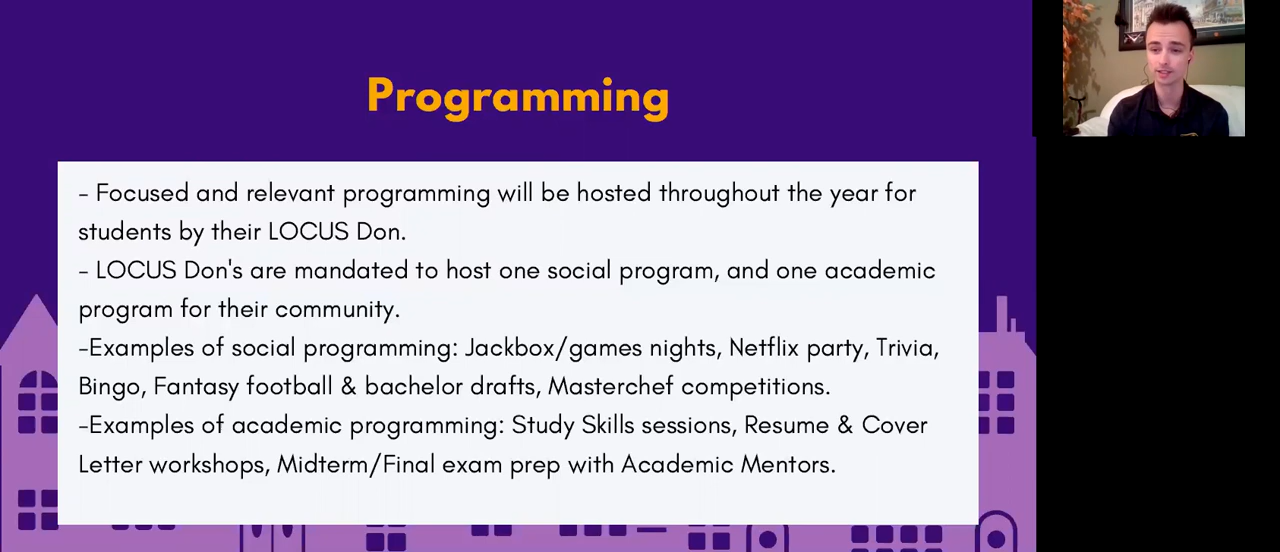 Programming
- Focused and relevant programming will be hosted throughout the year for
students by their LOCUS Don.
- LOCUS Don's are mandated to host one social program, and one academic
program for their community.
-Examples of social programming: Jackbox/games nights, Netflix party, Trivia,
Bingo, Fantasy football & bachelor drafts, Masterchef competitions.
-Examples of academic programming: Study Skills sessions, Resume & Cover
Letter workshops, Midterm/Final exam prep with Academic Mentors.